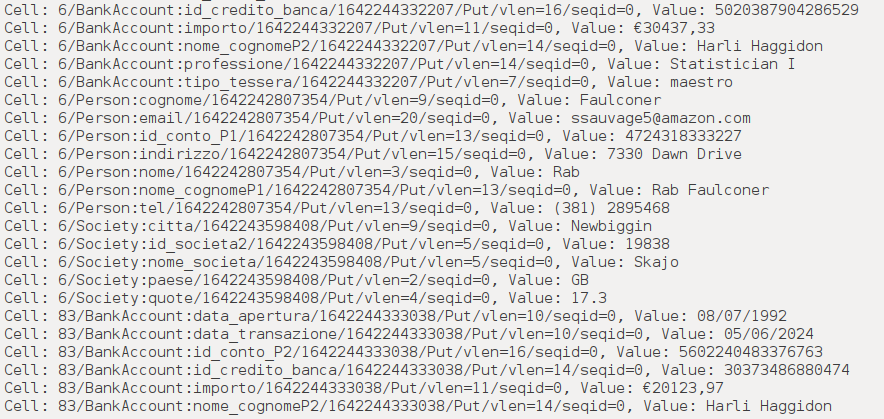 Cell: 6/BankAccount:id_credito_banca/1642244332207/Put/vlen=16/seqid=0, Value: 5020387904286529
Cell: 6/BankAccount:importo/1642244332207/Put/vlen=11/seqid=0, Value: €30437,33
Cell: 6/BankAccount:nome_cognomeP2/1642244332207/Put/vlen=14/seqid=0, Value: Harli Haggidon
Cell: 6/BankAccount:professione/1642244332207/Put/vlen=14/seqid=0, Value: Statistician I
Cell: 6/BankAccount:tipo_tessera/1642244332207/Put/vlen=7/seqid=0, Value: maestro
Cell: 6/Person:cognome/1642242807354/Put/vlen=9/seqid=0, Value: Faulconer
Cell: 6/Person:email/1642242807354/Put/vlen=20/seqid=0, Value: ssauvage5@amazon.com
Cell: 6/Person:id_conto_P1/1642242807354/Put/vlen=13/seqid=0, Value: 4724318333227
Cell: 6/Person:indirizzo/1642242807354/Put/vlen=15/seqid=0, Value: 7330 Dawn Drive
Cell: 6/Person:nome/1642242807354/Put/vlen=3/seqid=0, Value: Rab
Cell: 6/Person:nome_cognomeP1/1642242807354/Put/vlen=13/seqid=0, Value: Rab Faulconer
Cell: 6/Person:tel/1642242807354/Put/vlen=13/seqid=0, Value: (381) 2895468
Cell: 6/Society:citta/1642243598408/Put/vlen=9/seqid=0, Value: Newbiggin
Cell: 6/Society:id_societa2/1642243598408/Put/vlen=5/seqid=0, Value: 19838
Cell: 6/Society:nome_societa/1642243598408/Put/vlen=5/seqid=0, Value: Skajo
Cell: 6/Society:paese/1642243598408/Put/vlen=2/seqid=0, Value: GB
Cell: 6/Society:quote/1642243598408/Put/vlen=4/seqid=0, Value: 17.3
Cell: 83/BankAccount:data_apertura/1642244333038/Put/vlen=10/seqid=0, Value: 08/07/1992
Cell: 83/BankAccount:data_transazione/1642244333038/Put/vlen=10/seqid=0, Value: 05/06/2024
Cell: 83/BankAccount:id_conto_P2/1642244333038/Put/vlen=16/seqid=0, Value: 5602240483376763
Cell: 83/BankAccount:id_credito_banca/1642244333038/Put/vlen=14/seqid=0, Value: 30373486880474
Cell: 83/BankAccount:importo/1642244333038/Put/vlen=11/seqid=0, Value: €20123,97
Cell: 83/BankAccount:nome_cognomeP2/1642244333038/Put/vlen=14/seqid=0, Value: Harli Haggidon